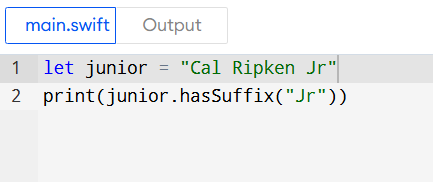 main.swift Output
1 let junior = "Cal Ripken Jr"
2 print(junior.hasSuffix("Jr"))